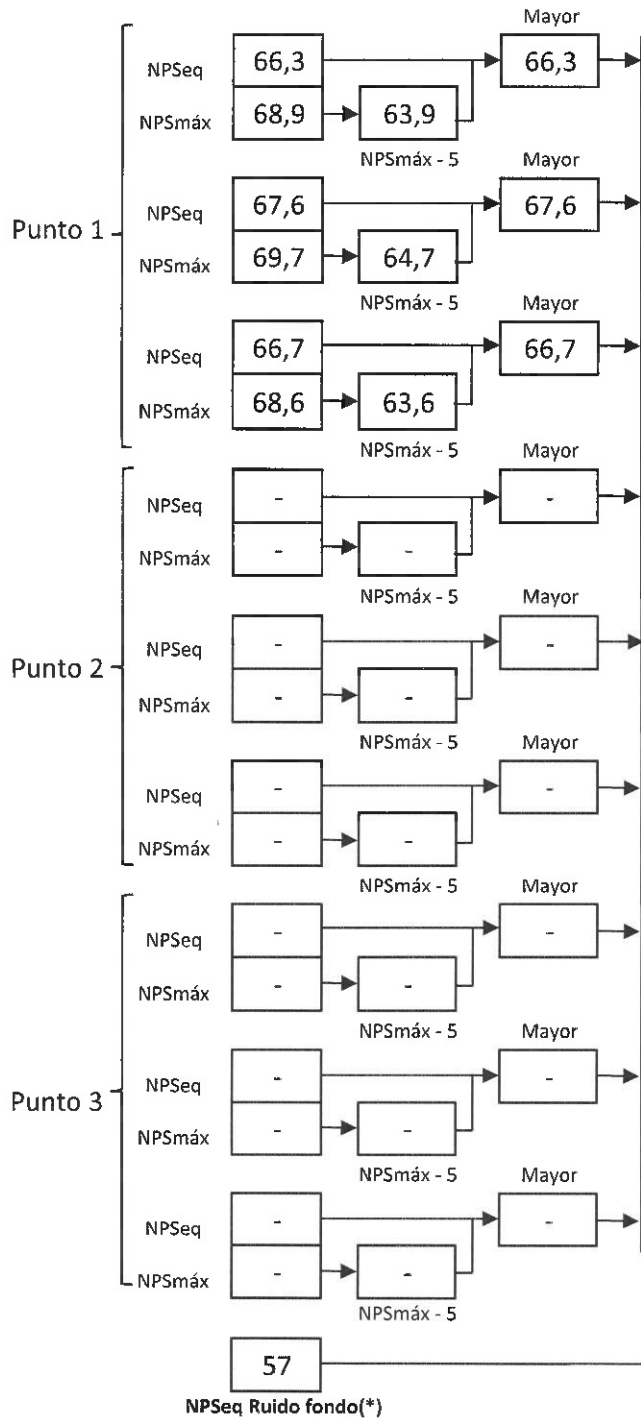 Mayor
NPSeq 66,3 66,3
NPSmáx 68,9 63,9
NPSmáx - 5 Mayor
NPSeq 67,6 67,6
Punto 1
NPSmáx 69,7 64,7
NPSmáx - 5 Mayor
NPSeq 66,7 66,7
NPSmáx 68,6 63,6
NPSmáx - 5 Mayor
NPSeq - -
NPSmáx - -
NPSmáx - 5 Mayor
NPSeq - -
Punto 2
NPSmáx - -
NPSmáx - 5 Mayor
NPSeq - -
NPSmáx - -
NPSmáx - 5 Mayor
NPSeq - -
NPSmáx - -
NPSmáx - 5 Mayor
NPSeq - -
Punto 3
NPSmáx - -
NPSmáx - 5 Mayor
NPSeq - -
NPSmáx - -
NPSmáx - 5
57
NPSeq Ruido fondo(*)